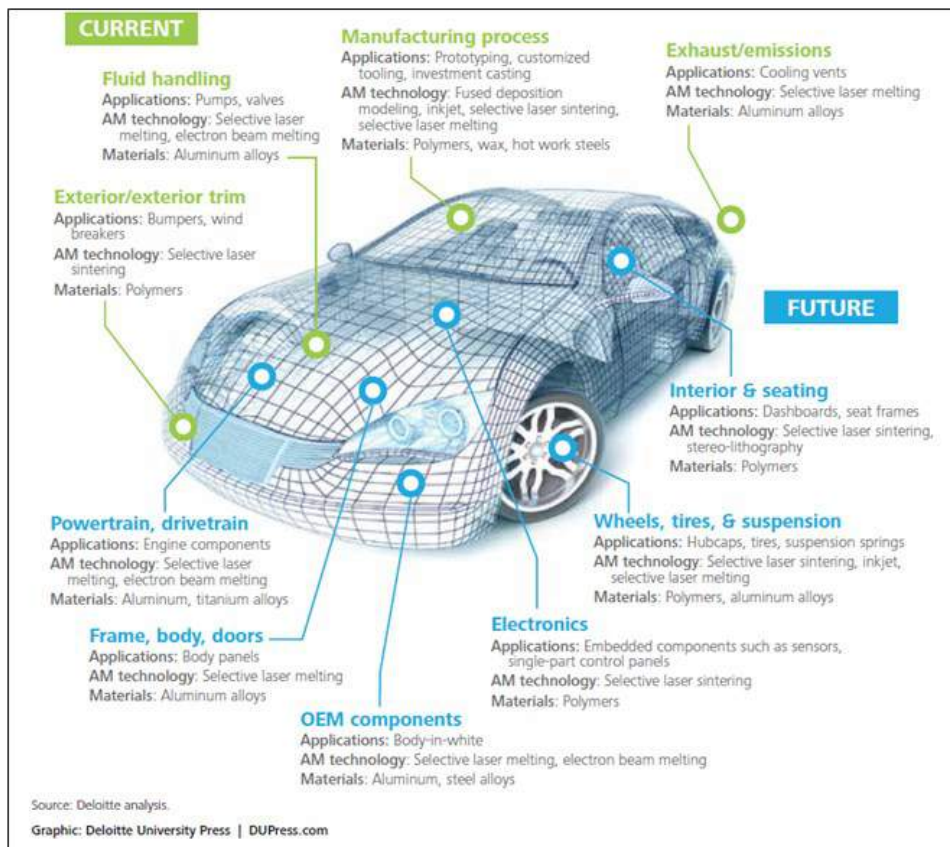 CURRENT
Fluid handling
Applications: Pumps, valves
AM technology: Selective laser
melting, electron beam melting
Materials: Aluminum alloys
Manufacturing process
Applications: Prototyping, customized
tooling, investment casting
AM technology: Fused deposition
modeling, inkjet, selective laser sintering,
selective laser melting
Materials: Polymers, wax, hot work steels
Exhaust/emissions
Applications: Cooling vents
AM technology: Selective laser melting
Materials: Aluminum alloys
Exterior/exterior trim
Applications: Bumpers, wind
breakers
AM technology: Selective laser
sintering
Materials: Polymers
FUTURE
Interior & seating
Applications: Dashboards, seat frames
AM technology: Selective laser sintering,
stereo-lithography
Materials: Polymers
Powertrain, drivetrain
Applications: Engine components
AM technology: Selective laser
melting, electron beam melting
Materials: Aluminum, titanium alloys
Wheels, tires, & suspension
Applications: Hubcaps, tires, suspension springs
AM technology: Selective laser sintering, inkjet,
selective laser melting
Materials: Polymers, aluminum alloys
Frame, body, doors
Applications: Body panels
AM technology: Selective laser melting
Materials: Aluminum alloys
Electronics
Applications: Embedded components such as sensors,
single-part control panels
AM technology: Selective laser sintering
Materials: Polymers
OEM components
Applications: Body-in-white
AM technology: Selective laser melting, electron beam melting
Materials: Aluminum, steel alloys
Source: Deloitte analysis.
Graphic: Deloitte University Press | DUPress.com